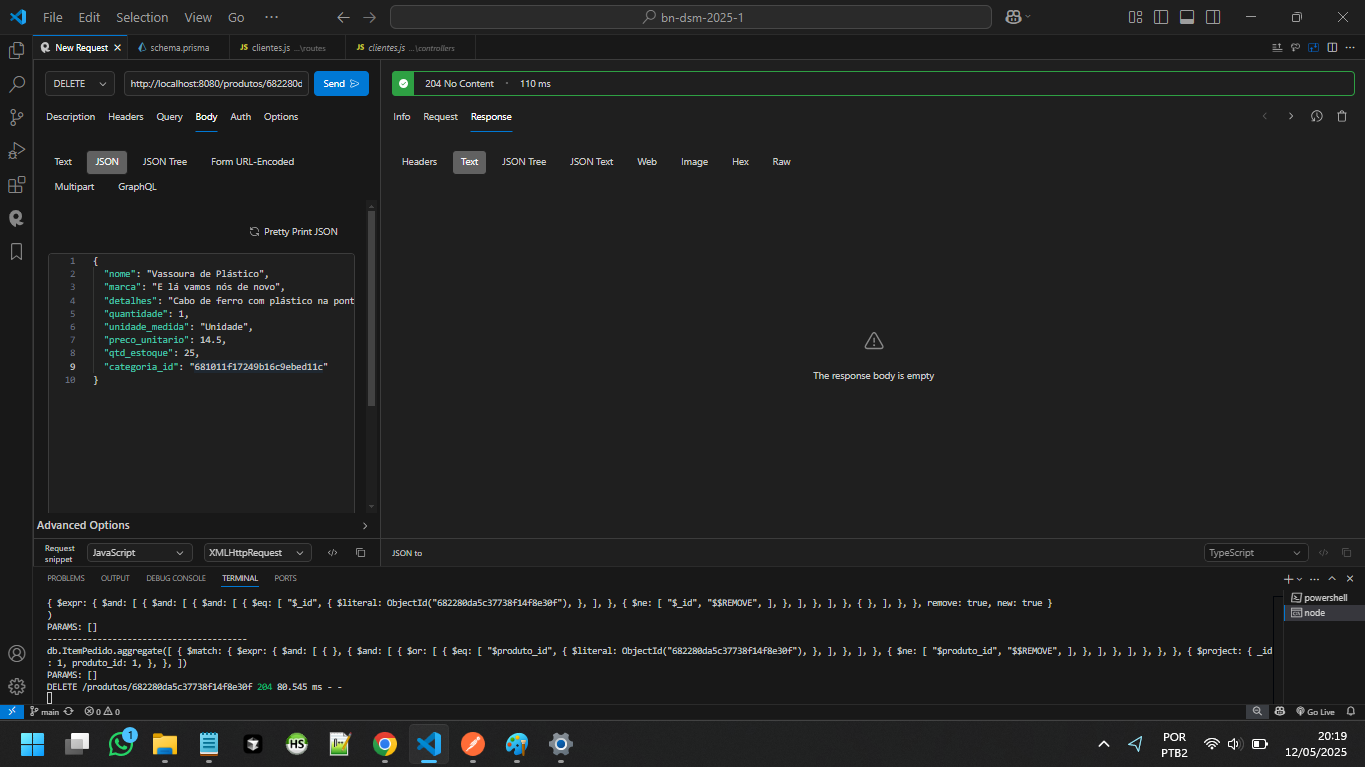 File Edit Selection View Go ··· bn-dsm-2025-1
New Request schema.prisma JS clientes.js ...\routes JS clientes.js ...\controllers
DELETE http://localhost:8080/produtos/682280d Send
204 No Content · 110 ms
Description Headers Query Body Auth Options
Info Request Response
Text JSON JSON Tree Form URL-Encoded
Multipart GraphQL
Headers Text JSON Tree JSON Text Web Image Hex Raw
Pretty Print JSON
1 {
2 "nome": "Vassoura de Plástico",
3 "marca": "E lá vamos nós de novo",
4 "detalhes": "Cabo de ferro com plástico na pont
5 "quantidade": 1,
6 "unidade_medida": "Unidade",
7 "preco_unitario": 14.5,
8 "qtd_estoque": 25,
9 "categoria_id": "681011f17249b16c9ebed11c"
10 }
The response body is empty
Advanced Options
Request snippet JavaScript XMLHttpRequest
JSON to TypeScript
PROBLEMS OUTPUT DEBUG CONSOLE TERMINAL PORTS
{ $expr: { $and: [ { $and: [ { $and: [ { $eq: [ "$_id", { $literal: ObjectId("682280da5c37738f14f8e30f"), }, ], }, { $ne: [ "$_id", "$$REMOVE", ], }, ], }, ], }, { }, ], }, }, remove: true, new: true }
)
PARAMS: []
----------------------------------------
db.ItemPedido.aggregate([ { $match: { $expr: { $and: [ { }, { $and: [ { $or: [ { $eq: [ "$produto_id", { $literal: ObjectId("682280da5c37738f14f8e30f"), }, ], }, ], }, { $ne: [ "$produto_id", "$$REMOVE", ], }, ], }, ], }, }, }, { $project: { _id
: 1, produto_id: 1, }, }, ])
PARAMS: []
DELETE /produtos/682280da5c37738f14f8e30f 204 80.545 ms - -
powershell
node
main 0 0 Go Live
1
HS
POR
PTB2
20:19
12/05/2025